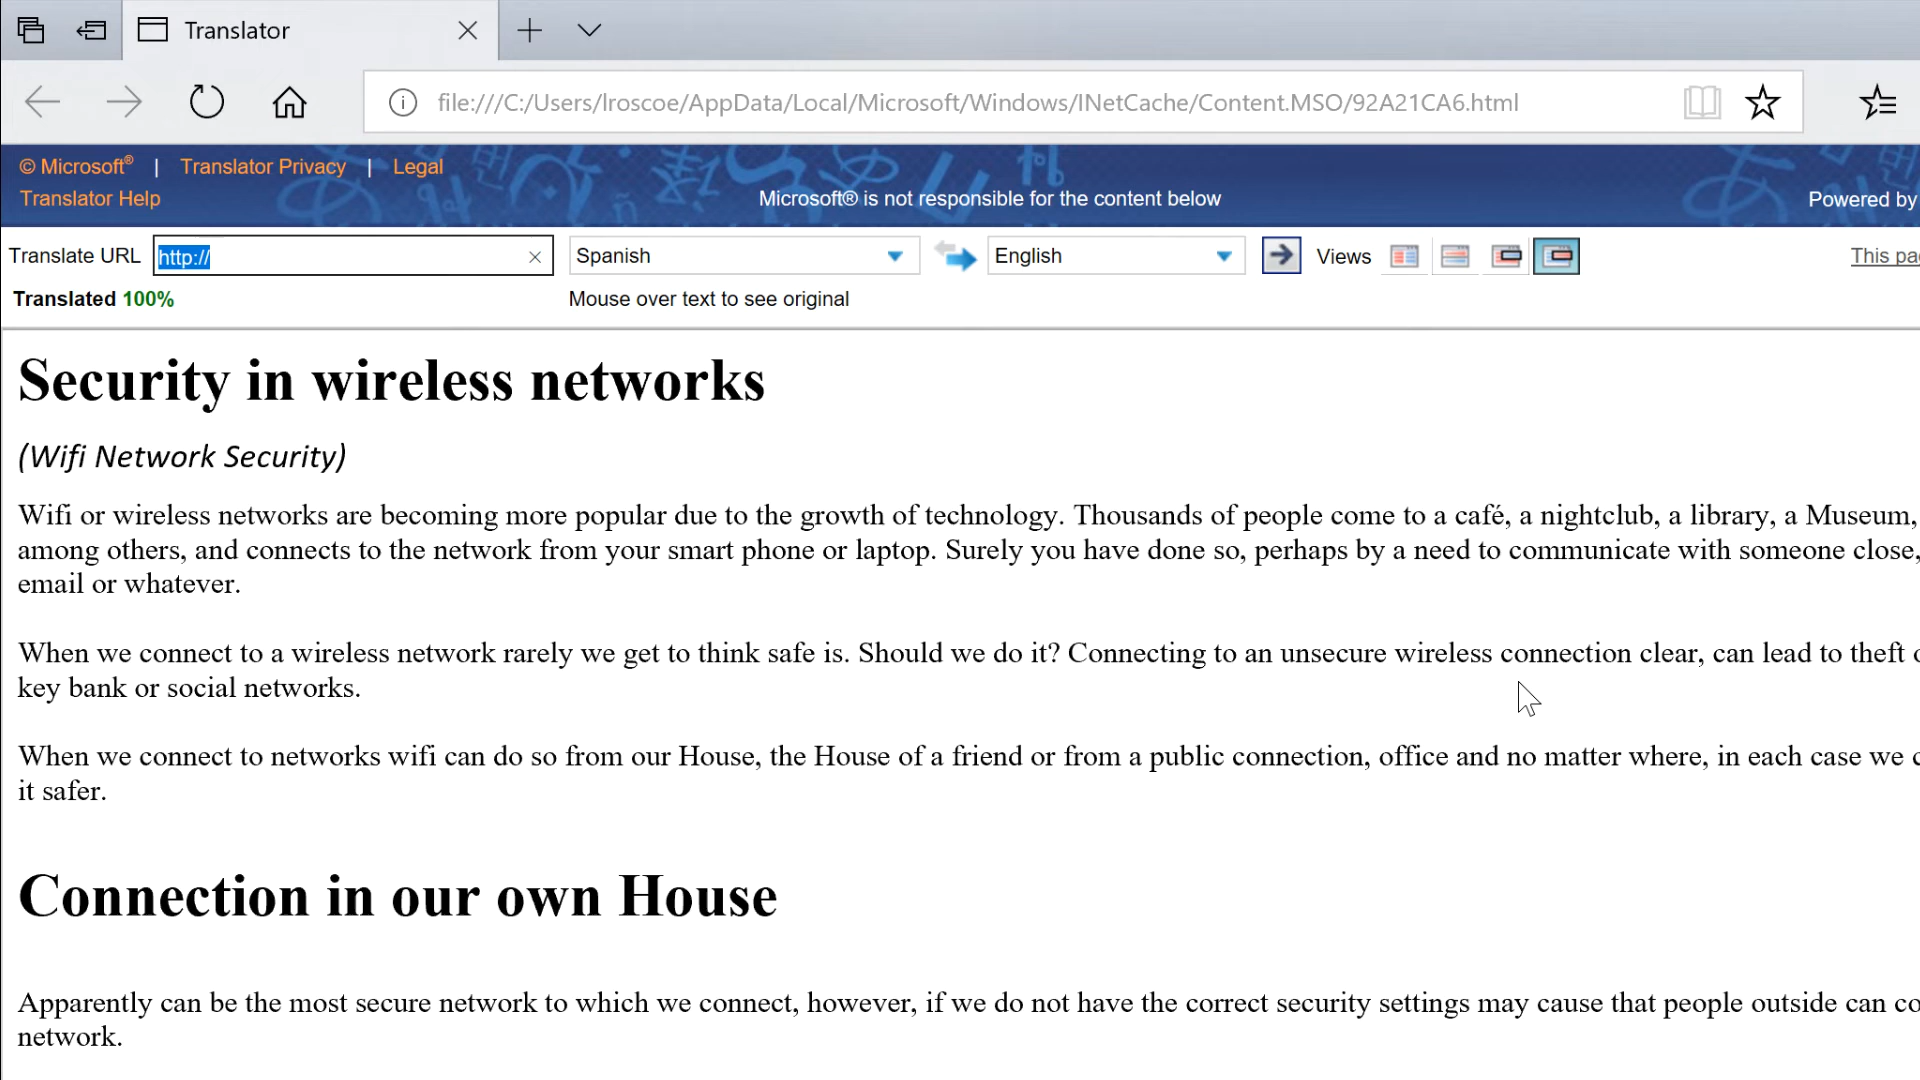 Translator
file:///C:/Users/lroscoe/AppData/Local/Microsoft/Windows/INetCache/Content.MSO/92A21CA6.html
© Microsoft® | Translator Privacy | Legal
Translator Help
Microsoft® is not responsible for the content below
Powered by
Translate URL http:// Spanish English Views This
Translated 100% Mouse over text to see original
Security in wireless networks
(Wifi Network Security)
Wifi or wireless networks are becoming more popular due to the growth of technology. Thousands of people come to a café, a nightclub, a library, a Museum,
among others, and connects to the network from your smart phone or laptop. Surely you have done so, perhaps by a need to communicate with someone close,
email or whatever.
When we connect to a wireless network rarely we get to think safe is. Should we do it? Connecting to an unsecure wireless connection clear, can lead to theft
key bank or social networks.
When we connect to networks wifi can do so from our House, the House of a friend or from a public connection, office and no matter where, in each case we
it safer.
Connection in our own House
Apparently can be the most secure network to which we connect, however, if we do not have the correct security settings may cause that people outside can
network.